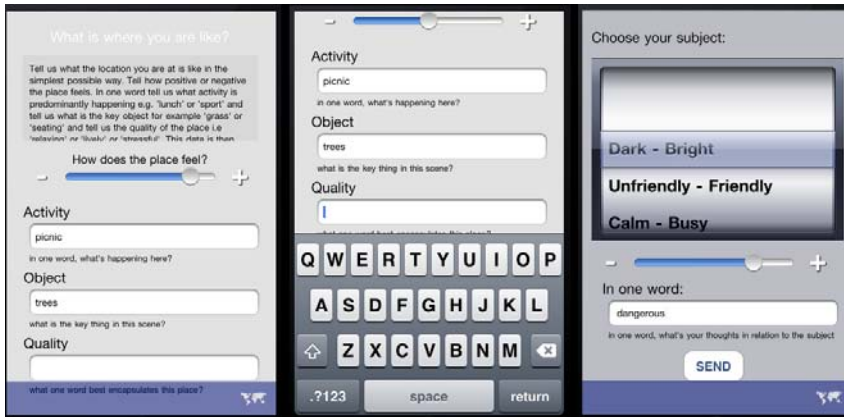 What is where you are like?
Tell us what the location you are at is like in the
simplest possible way. Tell how positive or negative
the place feels. In one word tell us what activity is
predominantly happening e.g. 'lunch' or 'sport' and
tell us what is the key object for example 'grass' or
'seating' and tell us the quality of the place i.e
'relaxing' or 'lively' or 'stressful'. This data is then
How does the place feel?
- +
Activity
picnic
in one word, what's happening here?
Object
trees
what is the key thing in this scene?
Quality
what one word best encapsulates this place?
- +
Activity
picnic
in one word, what's happening here?
Object
trees
what is the key thing in this scene?
Quality
what one word best encapsulates this place?
Q W E R T Y U I O P
A S D F G H J K L
Z X C V B N M
.?123 space return
Choose your subject:
Dark - Bright
Unfriendly - Friendly
Calm - Busy
- +
In one word:
dangerous
in one word, what's your thoughts in relation to the subject
SEND